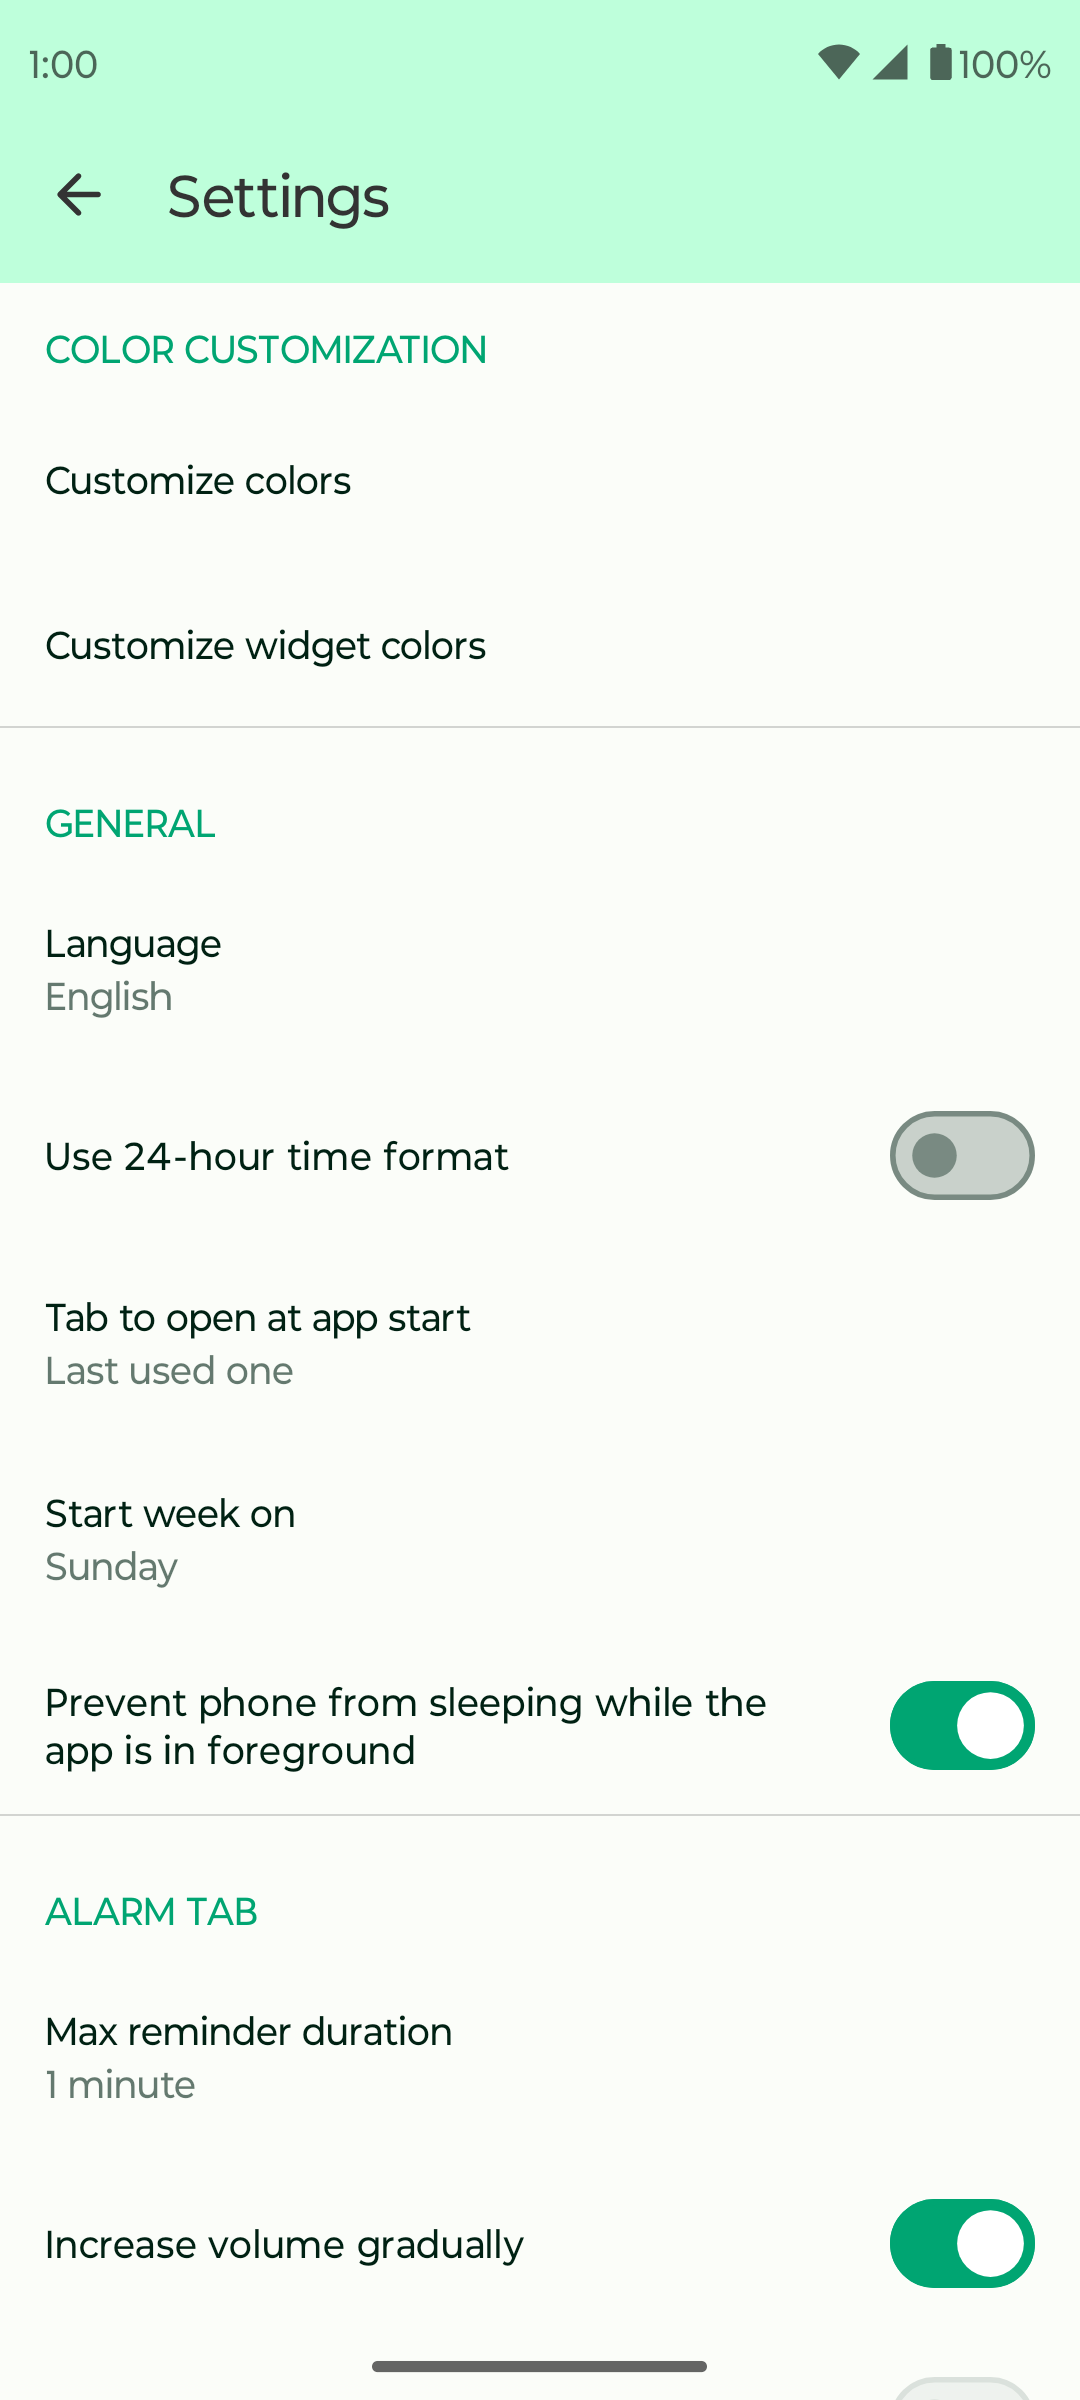 1:00
100%
Settings
COLOR CUSTOMIZATION
Customize colors
Customize widget colors
GENERAL
Language
English
Use 24-hour time format
Tab to open at app start
Last used one
Start week on
Sunday
Prevent phone from sleeping while the
app is in foreground
ALARM TAB
Max reminder duration
1 minute
Increase volume gradually